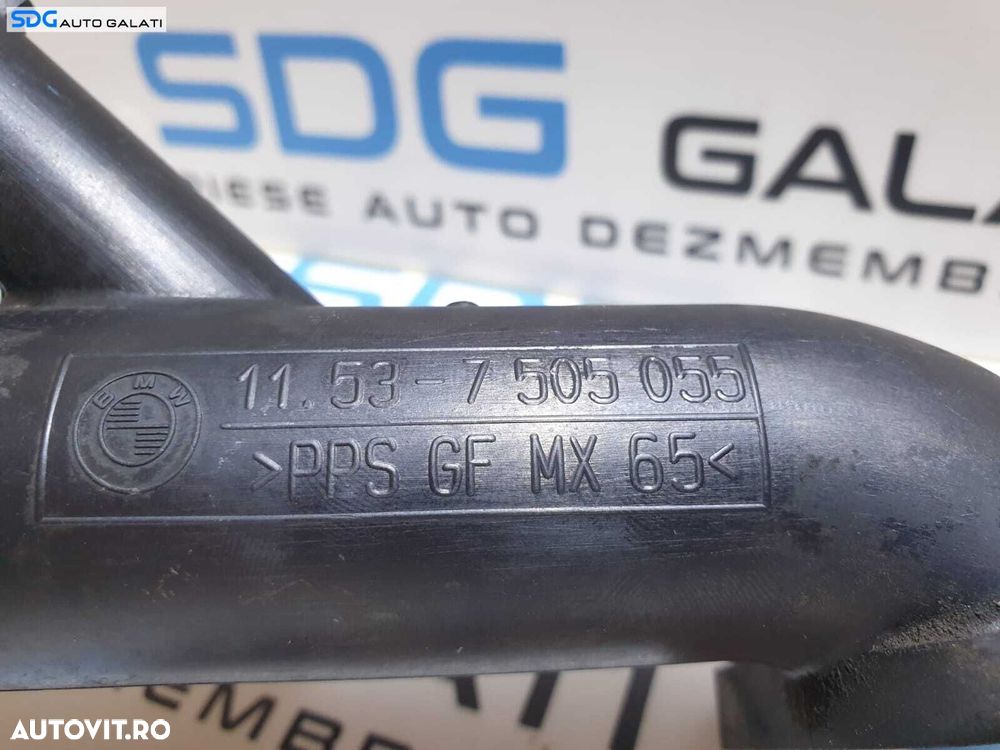 SDG AUTO GALATI
SDG GALA
PIESE AUTO DEZMEMB
BMW
11.53-7 505 055
>PPS GF MX 65<
AUTOVIT.RO